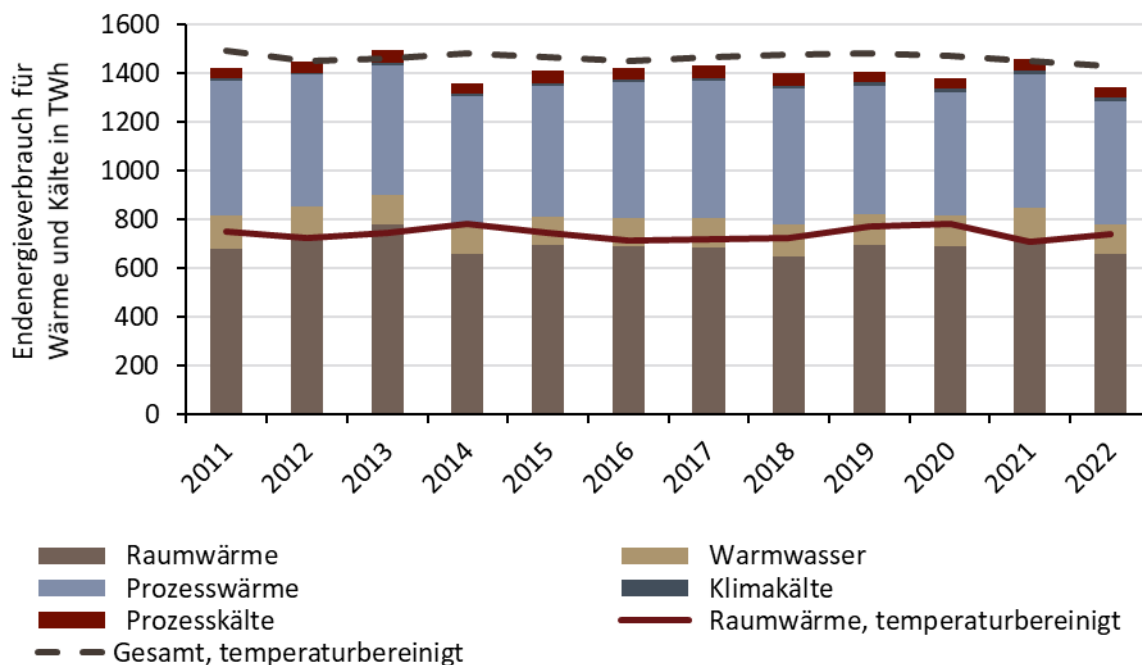 Endenergieverbrauch für
Wärme und Kälte in TWh
1600
1400
1200
1000
800
600
400
200
0
2011
2012
2013
2014
2015
2016
2017
2018
2019
2020
2021
2022
Raumwärme
Warmwasser
Prozesswärme
Klimakälte
Prozesskälte
Raumwärme, temperaturbereinigt
Gesamt, temperaturbereinigt